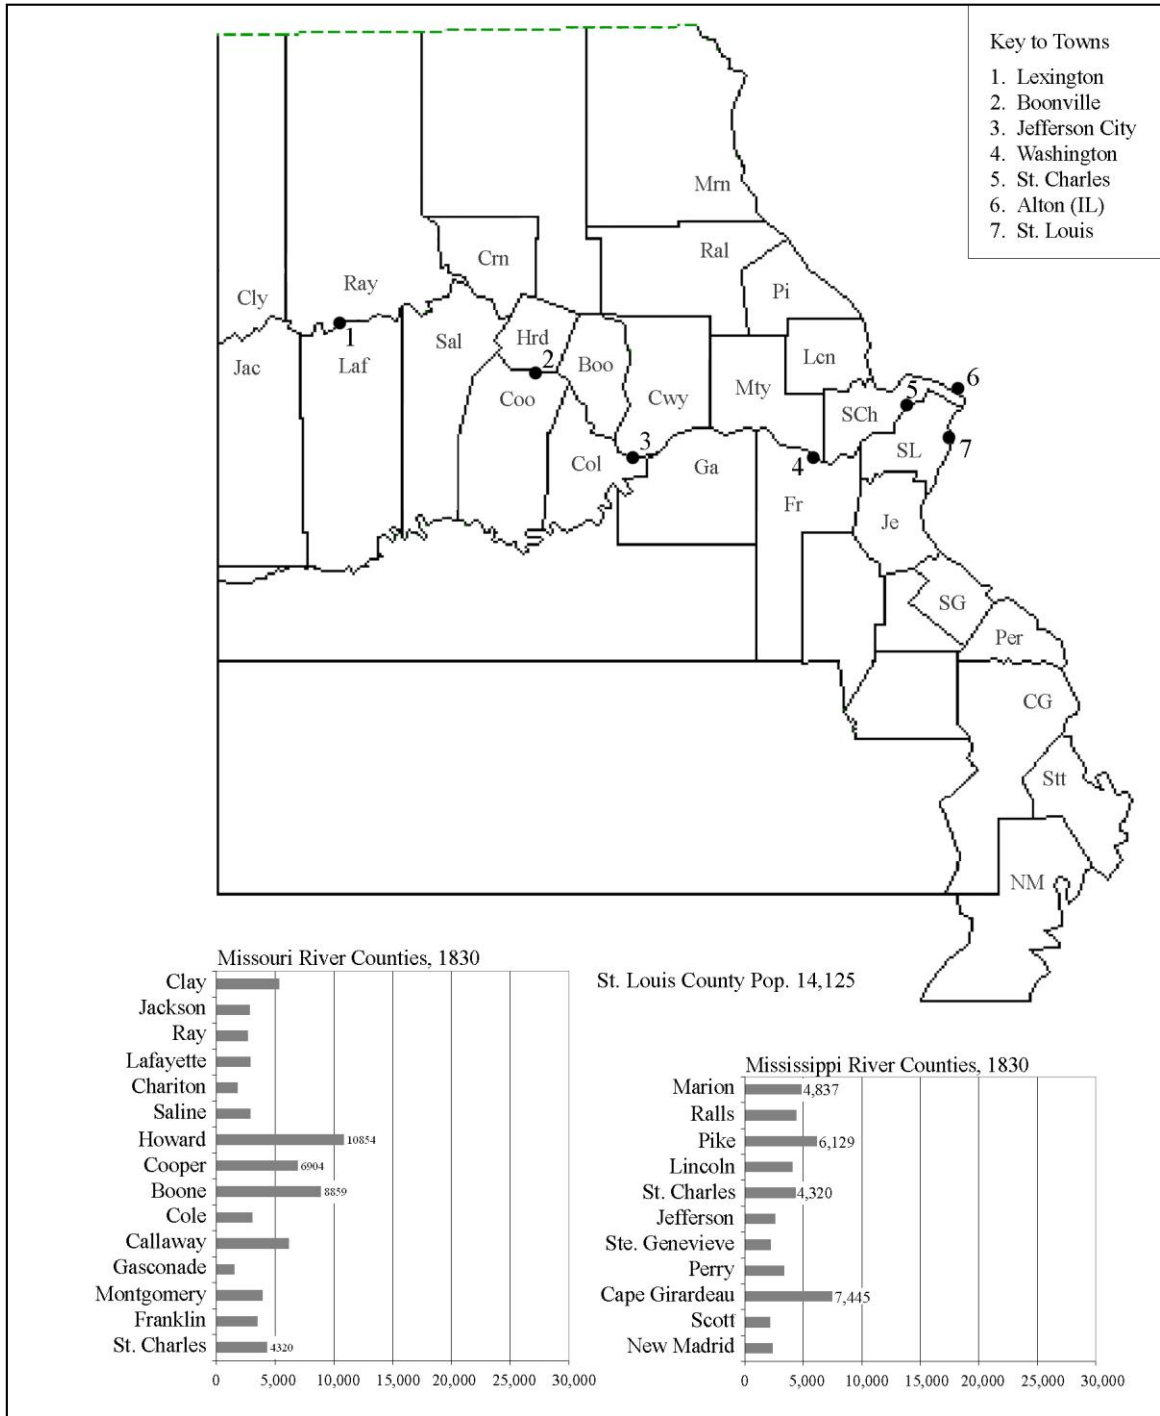 Key to Towns
1. Lexington
2. Boonville
3. Jefferson City
4. Washington
5. St. Charles
6. Alton (IL)
7. St. Louis
Mrn
Ral
Crn
Ray
Cly
Pi
1
Hrd
Sal
Laf
Jac
2
Boo
Lcn
Coo
Cwy
Mty
6
5
SCh
3
7
4
SL
Col
Ga
Fr
Je
SG
Per
CG
Stt
NM
Missouri River Counties, 1830
Clay
Jackson
Ray
Lafayette
Chariton
Saline
Howard 10854
Cooper 6904
Boone 8859
Cole
Callaway
Gasconade
Montgomery
Franklin
St. Charles 4320
0 5,000 10,000 15,000 20,000 25,000 30,000
St. Louis County Pop. 14,125
Mississippi River Counties, 1830
Marion 4,837
Ralls
Pike 6,129
Lincoln
St. Charles 4,320
Jefferson
Ste. Genevieve
Perry
Cape Girardeau 7,445
Scott
New Madrid
0 5,000 10,000 15,000 20,000 25,000 30,000